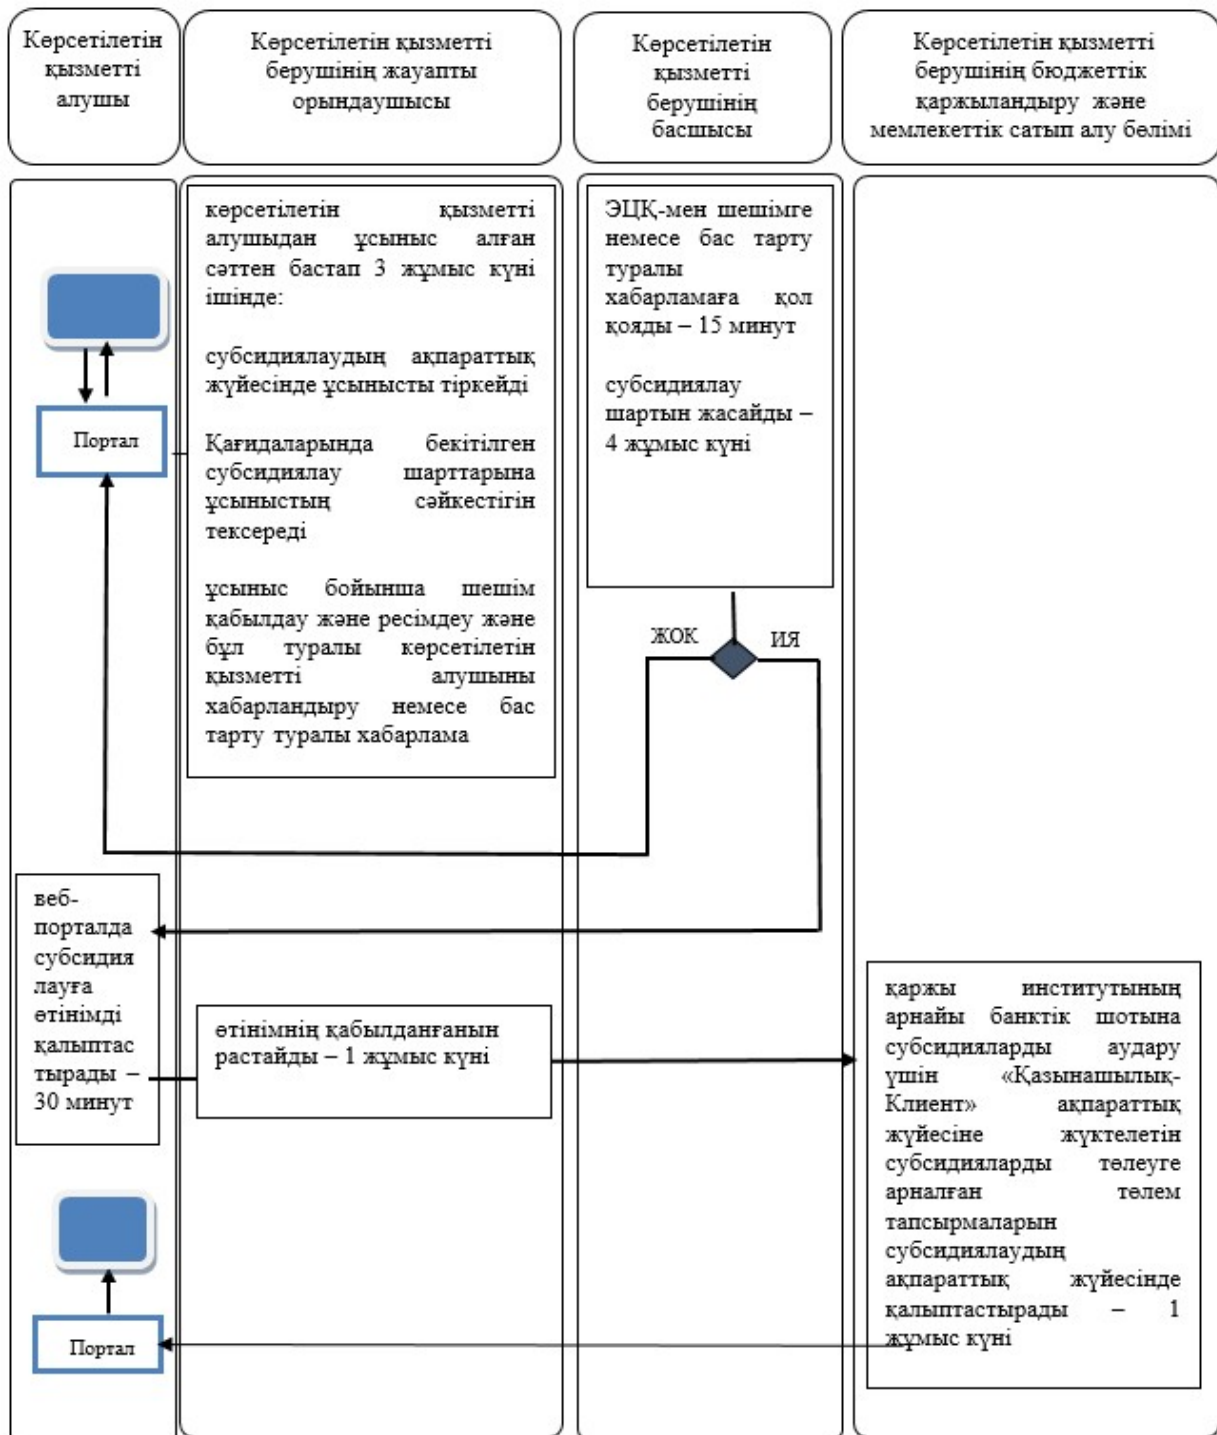 Көрсетілетін
қызметті
алушы
Көрсетілетін қызметті
берушінің жауапты
орындаушысы
Көрсетілетін
қызметті
берушінің
басшысы
Көрсетілетін қызметті
берушінің бюджеттік
қаржыландыру және
мемлекеттік сатып алу бөлімі
Портал
көрсетілетін қызметті
алушыдан ұсыныс алған
сәттен бастап 3 жұмыс күні
ішінде:
субсидиялаудың ақпараттық
жүйесінде ұсынысты тіркейді
Қағидаларында бекітілген
субсидиялау шарттарына
ұсыныстың сәйкестігін
тексереді
ұсыныс бойынша шешім
қабылдау және ресімдеу және
бұл туралы көрсетілетін
қызметті алушыны
хабарландыру немесе бас
тарту туралы хабарлама
ЭЦҚ-мен шешімге
немесе бас тарту
туралы
хабарламаға қол
қояды – 15 минут
субсидиялау
шартын жасайды –
4 жұмыс күні
ЖОК
ИЯ
веб-
порталда
субсидия
лауға
өтінімді
қалыптас
тырады –
30 минут
өтінімнің қабылданғанын
растайды – 1 жұмыс күні
қаржы институтының
арнайы банктік шотына
субсидияларды аудару
үшін «Қазынашылық-
Клиент» ақпараттық
жүйесіне жүктелетін
субсидияларды төлеуге
арналған төлем
тапсырмаларын
субсидиялаудың
ақпараттық жүйесінде
қалыптастырады – 1
жұмыс күні
Портал